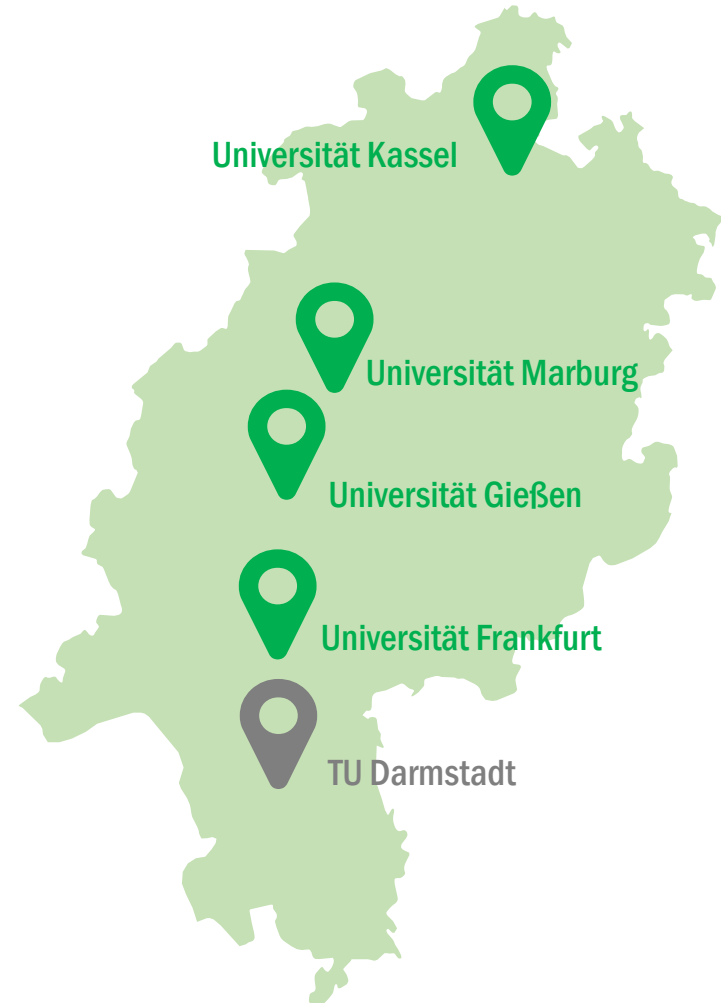 Universität Kassel
Universität Marburg
Universität Gießen
Universität Frankfurt
TU Darmstadt